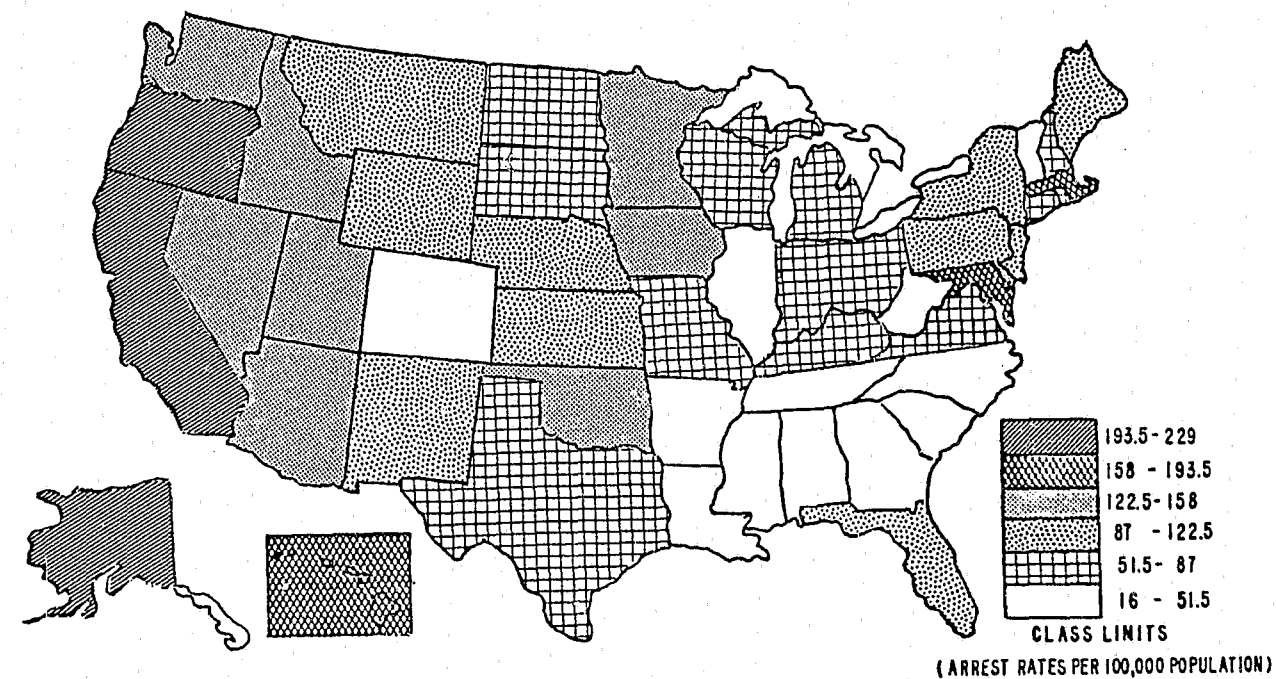 193.5 - 229
158 - 193.5
122.5 - 158
87 - 122.5
51.5 - 87
16 - 51.5
CLASS LIMITS
(ARREST RATES PER 100,000 POPULATION)